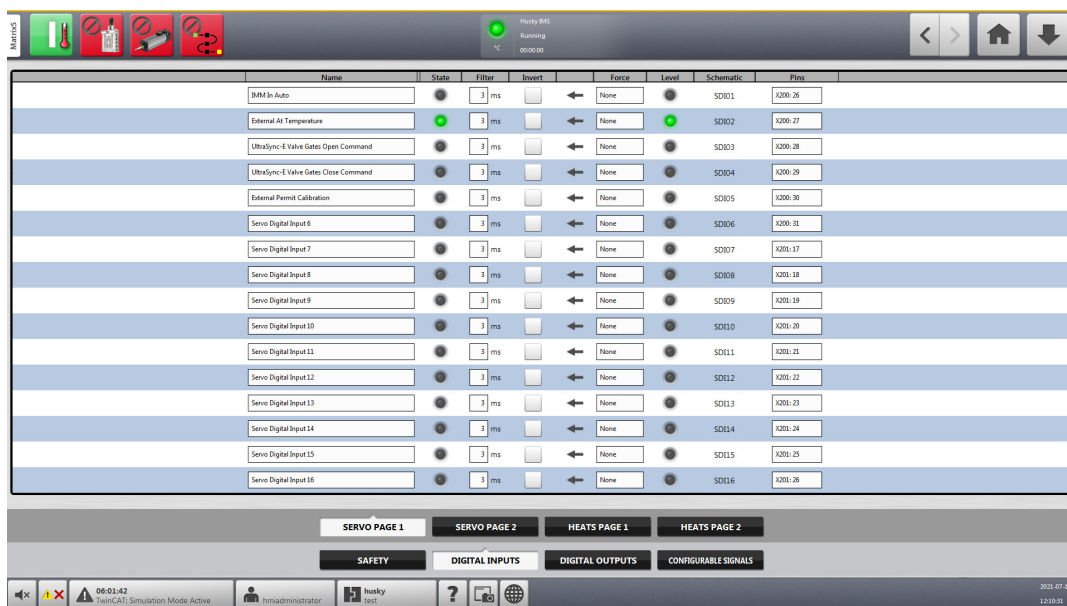 Matrix5
Husky IMS
Running
°C 00:00:00
Name State Filter Invert Force Level Schematic Pins
IMM In Auto 3 ms None SDI01 X200: 26
External At Temperature 3 ms None SDI02 X200: 27
UltraSync-E Valve Gates Open Command 3 ms None SDI03 X200: 28
UltraSync-E Valve Gates Close Command 3 ms None SDI04 X200: 29
External Permit Calibration 3 ms None SDI05 X200: 30
Servo Digital Input 6 3 ms None SDI06 X200: 31
Servo Digital Input 7 3 ms None SDI07 X201: 17
Servo Digital Input 8 3 ms None SDI08 X201: 18
Servo Digital Input 9 3 ms None SDI09 X201: 19
Servo Digital Input 10 3 ms None SDI10 X201: 20
Servo Digital Input 11 3 ms None SDI11 X201: 21
Servo Digital Input 12 3 ms None SDI12 X201: 22
Servo Digital Input 13 3 ms None SDI13 X201: 23
Servo Digital Input 14 3 ms None SDI14 X201: 24
Servo Digital Input 15 3 ms None SDI15 X201: 25
Servo Digital Input 16 3 ms None SDI16 X201: 26
SERVO PAGE 1 SERVO PAGE 2 HEATS PAGE 1 HEATS PAGE 2
SAFETY DIGITAL INPUTS DIGITAL OUTPUTS CONFIGURABLE SIGNALS
06:01:42
TwinCAT: Simulation Mode Active
hmiadministrator
husky
test
?
2021-07-1
12:10:31